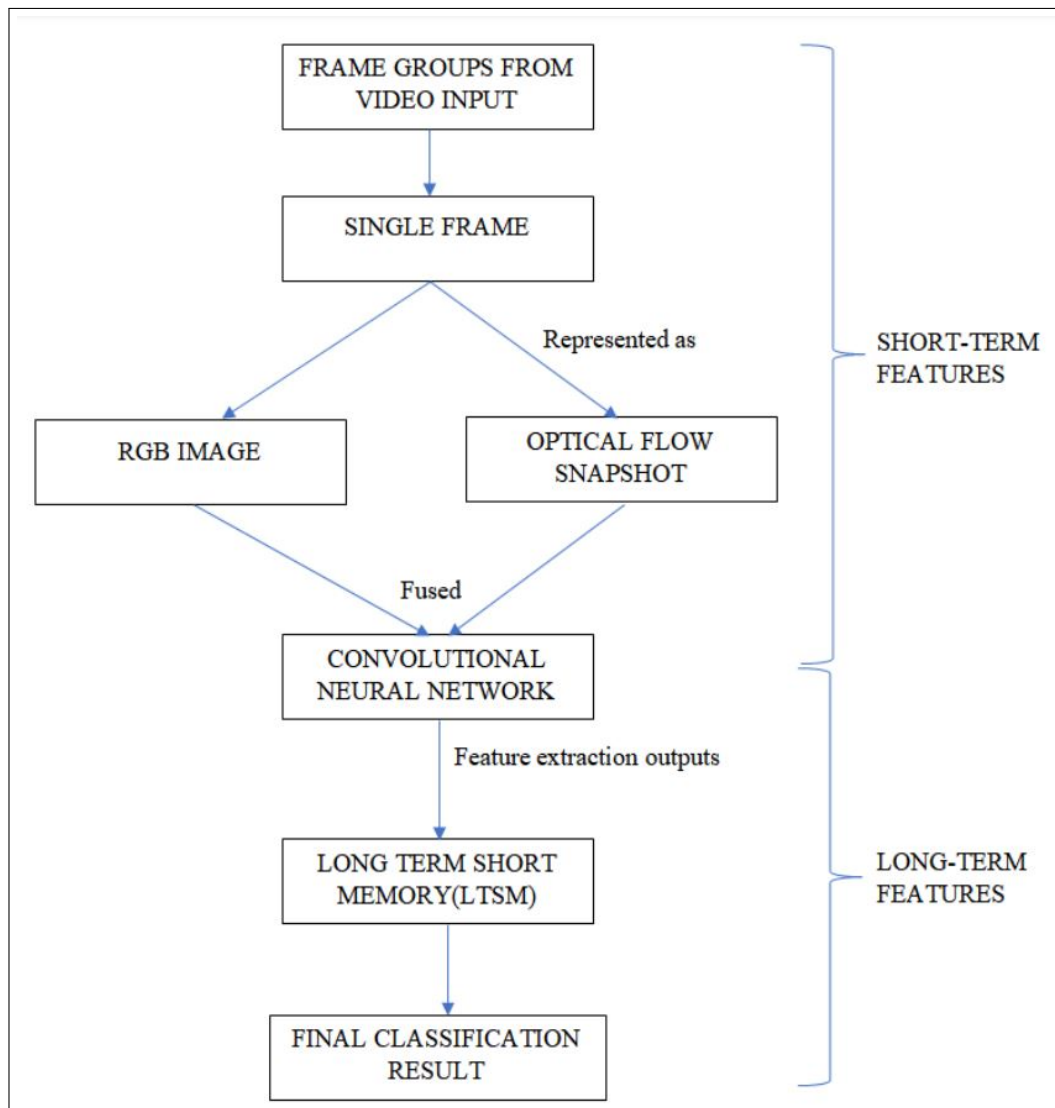 FRAME GROUPS FROM
VIDEO INPUT
SINGLE FRAME
Represented as
SHORT-TERM
FEATURES
RGB IMAGE
OPTICAL FLOW
SNAPSHOT
Fused
CONVOLUTIONAL
NEURAL NETWORK
Feature extraction outputs
LONG TERM SHORT
MEMORY(LTSM)
LONG-TERM
FEATURES
FINAL CLASSIFICATION
RESULT